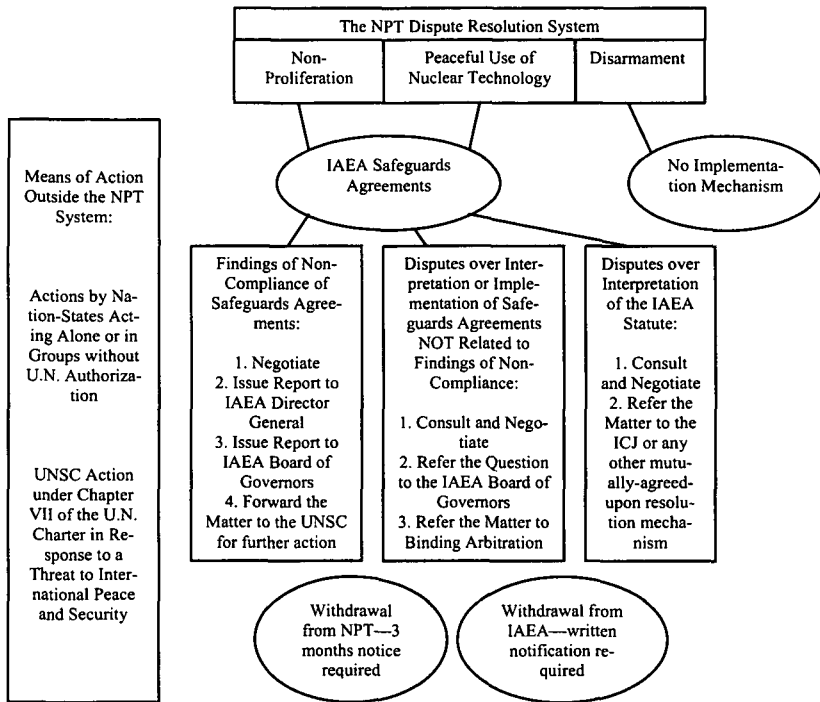 The NPT Dispute Resolution System
Non-
Proliferation
Peaceful Use of
Nuclear Technology
Disarmament
IAEA Safeguards
Agreements
No Implementa-
tion Mechanism
Means of Action
Outside the NPT
System:
Actions by Na-
tion-States Act-
ing Alone or in
Groups without
U.N. Authoriza-
tion
UNSC Action
under Chapter
VII of the U.N.
Charter in Re-
sponse to a
Threat to Inter-
national Peace
and Security
Findings of Non-
Compliance of
Safeguards Agree-
ments:
1. Negotiate
2. Issue Report to
IAEA Director
General
3. Issue Report to
IAEA Board of
Governors
4. Forward the
Matter to the UNSC
for further action
Disputes over Inter-
pretation or Imple-
mentation of Safe-
guards Agreements
NOT Related to
Findings of Non-
Compliance:
1. Consult and Nego-
tiate
2. Refer the Question
to the IAEA Board of
Governors
3. Refer the Matter to
Binding Arbitration
Disputes over
Interpretation
of the IAEA
Statute:
1. Consult
and Negotiate
2. Refer the
Matter to the
ICJ or any
other mutu-
ally-agreed-
upon resolu-
tion mecha-
nism
Withdrawal
from NPT—3
months notice
required
Withdrawal from
IAEA—written
notification re-
quired